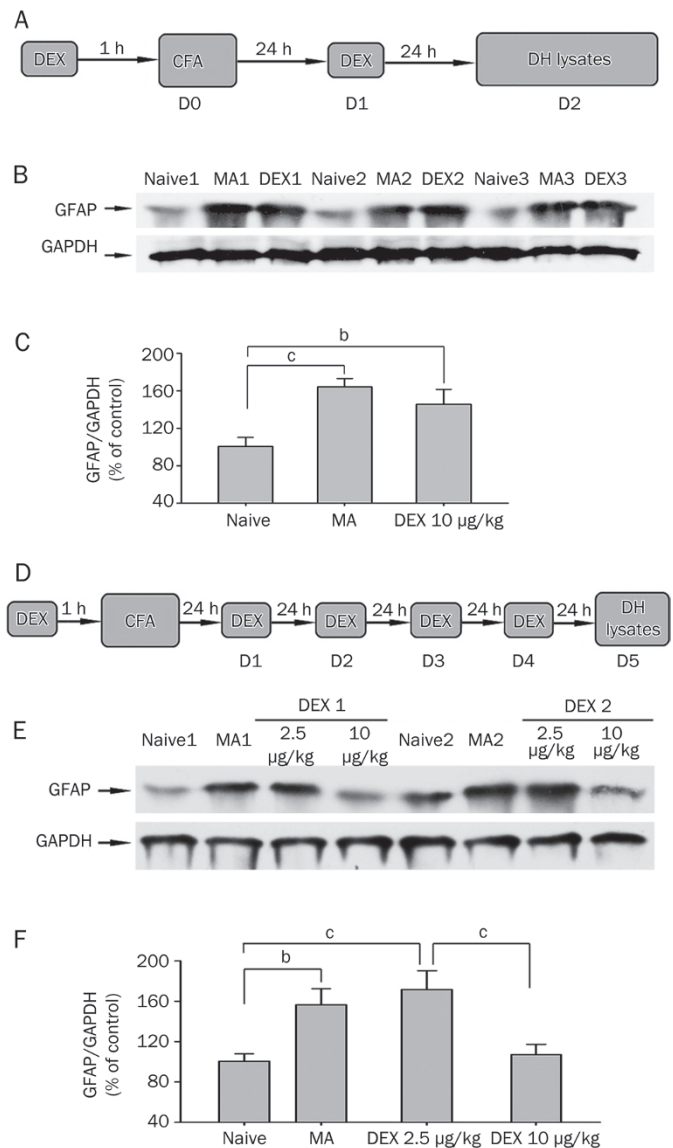 A
DEX 1 h CFA 24 h DEX 24 h DH lysates
D0 D1 D2
B
Naive1 MA1 DEX1 Naive2 MA2 DEX2 Naive3 MA3 DEX3
GFAP
GAPDH
C
GFAP/GAPDH
(% of control)
200
160
120
80
40
b
c
Naive MA DEX 10 µg/kg
D
DEX 1 h CFA 24 h DEX 24 h DEX 24 h DEX 24 h DEX 24 h DH
lysates
D1 D2 D3 D4 D5
E
DEX 1 DEX 2
Naive1 MA1 2.5
µg/kg 10
µg/kg Naive2 MA2 2.5
µg/kg 10
µg/kg
GFAP
GAPDH
F
GFAP/GAPDH
(% of control)
200
160
120
80
40
c c
b
Naive MA DEX 2.5 µg/kg DEX 10 µg/kg